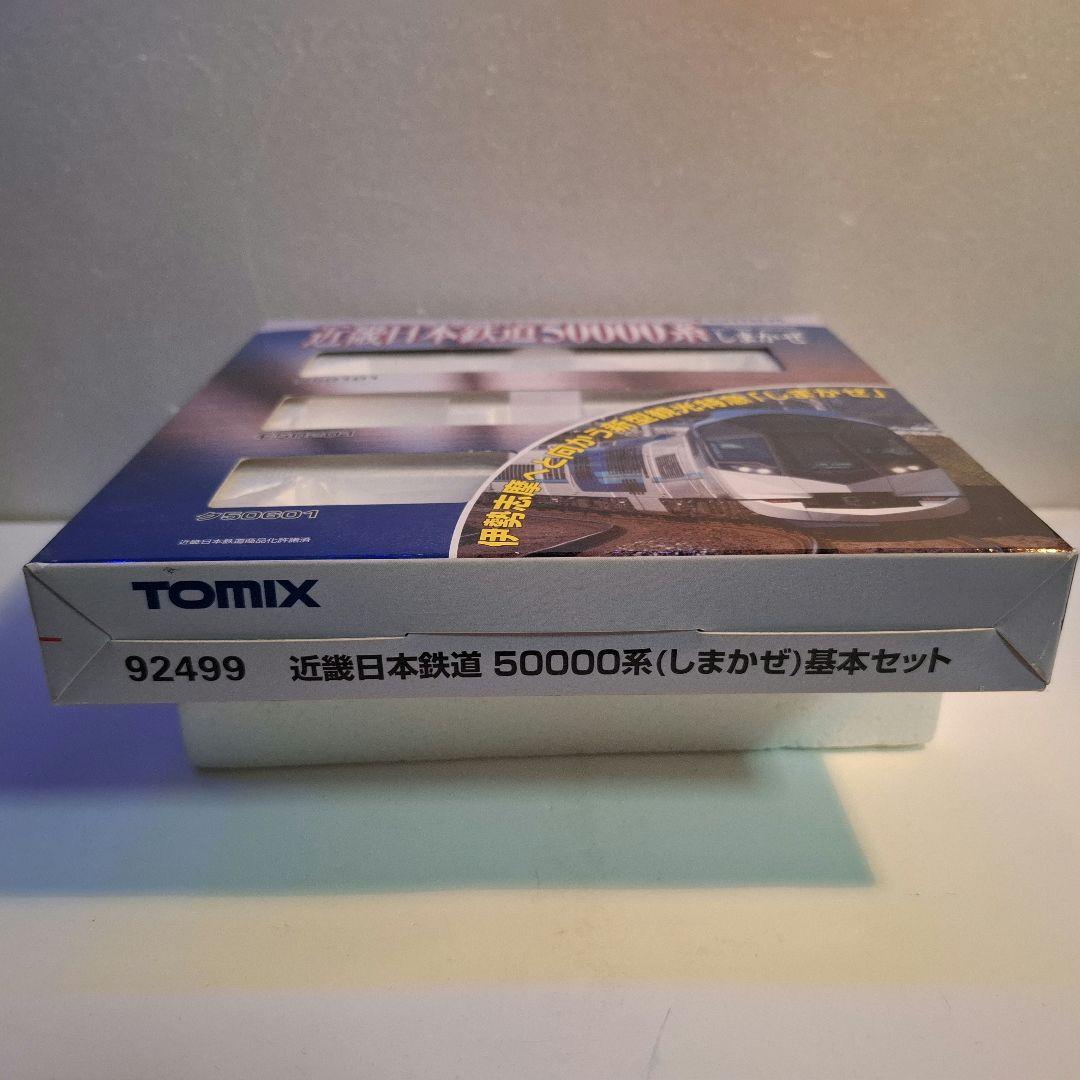 近畿日本鉄道50000系 しまかぜ
伊勢志摩へと向かう新型観光特急「しまかぜ」
ク50601
近畿日本鉄道商品化許諾済
TOMIX
92499 近畿日本鉄道 50000系(しまかぜ)基本セット